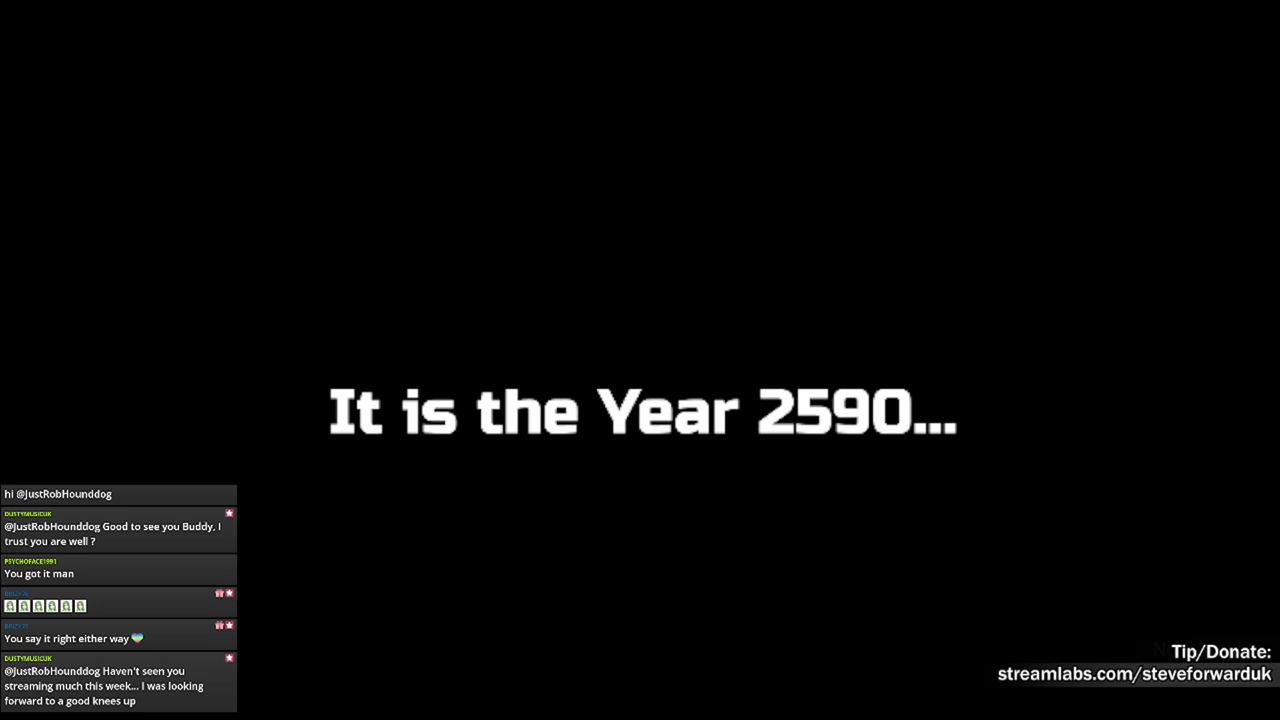 It is the Year 2590...
hi @JustRobHounddog
DUSTYMUSICUK
@JustRobHounddog Good to see you Buddy, I
trust you are well ?
PSYCHOFACE1991
You got it man
You say it right either way
DUSTYMUSICUK
@JustRobHounddog Haven't seen you
streaming much this week... I was looking
forward to a good knees up
Tip/Donate:
streamlabs.com/steveforwarduk